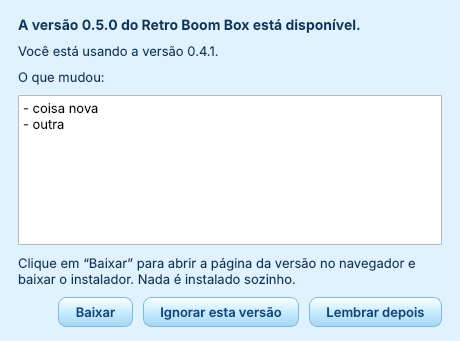 A versão 0.5.0 do Retro Boom Box está disponível.
Você está usando a versão 0.4.1.
O que mudou:
- coisa nova
- outra
Clique em “Baixar” para abrir a página da versão no navegador e
baixar o instalador. Nada é instalado sozinho.
Baixar
Ignorar esta versão
Lembrar depois